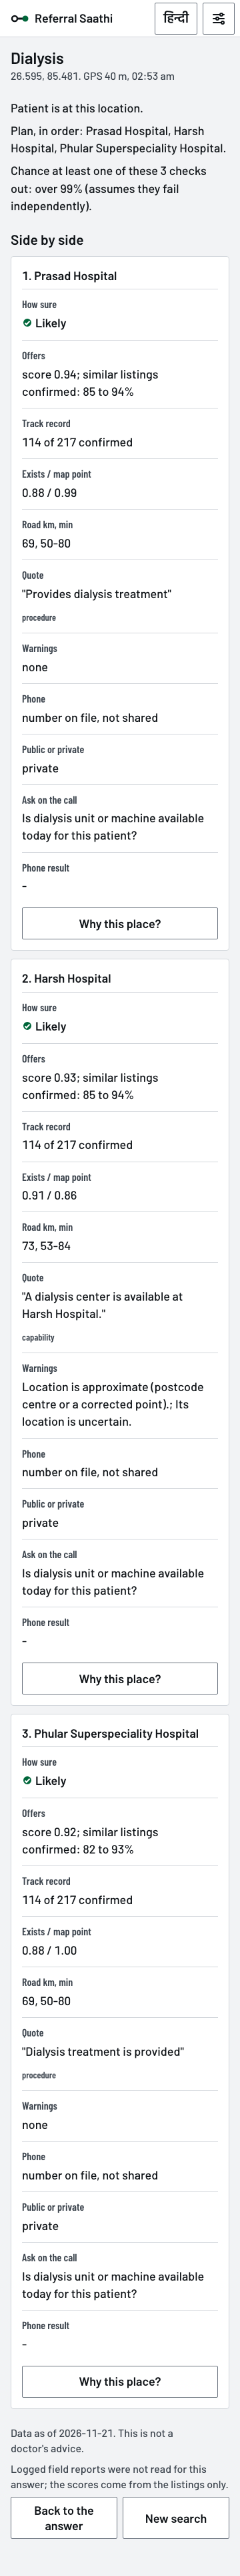 Referral Saathi
हिन्दी
Dialysis
26.595, 85.481. GPS 40 m, 02:53 am
Patient is at this location.
Plan, in order: Prasad Hospital, Harsh
Hospital, Phular Superspeciality Hospital.
Chance at least one of these 3 checks
out: over 99% (assumes they fail
independently).
Side by side
1. Prasad Hospital
How sure
Likely
Offers
score 0.94; similar listings
confirmed: 85 to 94%
Track record
114 of 217 confirmed
Exists / map point
0.88 / 0.99
Road km, min
69, 50-80
Quote
"Provides dialysis treatment"
procedure
Warnings
none
Phone
number on file, not shared
Public or private
private
Ask on the call
Is dialysis unit or machine available
today for this patient?
Phone result
-
Why this place?
2. Harsh Hospital
How sure
Likely
Offers
score 0.93; similar listings
confirmed: 85 to 94%
Track record
114 of 217 confirmed
Exists / map point
0.91 / 0.86
Road km, min
73, 53-84
Quote
"A dialysis center is available at
Harsh Hospital."
capability
Warnings
Location is approximate (postcode
centre or a corrected point).; Its
location is uncertain.
Phone
number on file, not shared
Public or private
private
Ask on the call
Is dialysis unit or machine available
today for this patient?
Phone result
-
Why this place?
3. Phular Superspeciality Hospital
How sure
Likely
Offers
score 0.92; similar listings
confirmed: 82 to 93%
Track record
114 of 217 confirmed
Exists / map point
0.88 / 1.00
Road km, min
69, 50-80
Quote
"Dialysis treatment is provided"
procedure
Warnings
none
Phone
number on file, not shared
Public or private
private
Ask on the call
Is dialysis unit or machine available
today for this patient?
Phone result
-
Why this place?
Data as of 2026-11-21. This is not a
doctor's advice.
Logged field reports were not read for this
answer; the scores come from the listings only.
Back to the
answer
New search